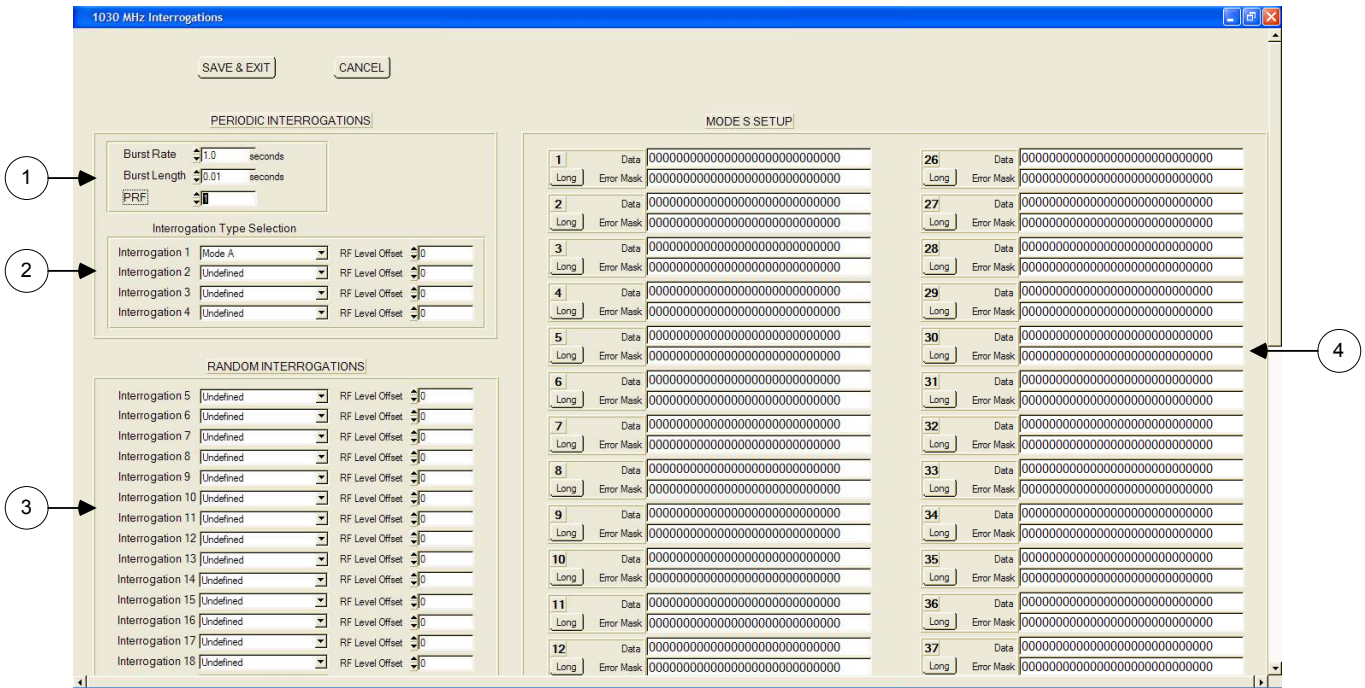 1030 MHz Interrogations
SAVE & EXIT CANCEL
PERIODIC INTERROGATIONS
1
Burst Rate 1.0 seconds
Burst Length 0.01 seconds
PRF 1
Interrogation Type Selection
2
Interrogation 1 Mode A RF Level Offset 0
Interrogation 2 Undefined RF Level Offset 0
Interrogation 3 Undefined RF Level Offset 0
Interrogation 4 Undefined RF Level Offset 0
RANDOM INTERROGATIONS
3
Interrogation 5 Undefined RF Level Offset 0
Interrogation 6 Undefined RF Level Offset 0
Interrogation 7 Undefined RF Level Offset 0
Interrogation 8 Undefined RF Level Offset 0
Interrogation 9 Undefined RF Level Offset 0
Interrogation 10 Undefined RF Level Offset 0
Interrogation 11 Undefined RF Level Offset 0
Interrogation 12 Undefined RF Level Offset 0
Interrogation 13 Undefined RF Level Offset 0
Interrogation 14 Undefined RF Level Offset 0
Interrogation 15 Undefined RF Level Offset 0
Interrogation 16 Undefined RF Level Offset 0
Interrogation 17 Undefined RF Level Offset 0
Interrogation 18 Undefined RF Level Offset 0
MODE S SETUP
1 Data 0000000000000000000000000000
Long Error Mask 0000000000000000000000000000
2 Data 0000000000000000000000000000
Long Error Mask 0000000000000000000000000000
3 Data 0000000000000000000000000000
Long Error Mask 0000000000000000000000000000
4 Data 0000000000000000000000000000
Long Error Mask 0000000000000000000000000000
5 Data 0000000000000000000000000000
Long Error Mask 0000000000000000000000000000
6 Data 0000000000000000000000000000
Long Error Mask 0000000000000000000000000000
7 Data 0000000000000000000000000000
Long Error Mask 0000000000000000000000000000
8 Data 0000000000000000000000000000
Long Error Mask 0000000000000000000000000000
9 Data 0000000000000000000000000000
Long Error Mask 0000000000000000000000000000
10 Data 0000000000000000000000000000
Long Error Mask 0000000000000000000000000000
11 Data 0000000000000000000000000000
Long Error Mask 0000000000000000000000000000
12 Data 0000000000000000000000000000
Long Error Mask 0000000000000000000000000000
26 Data 0000000000000000000000000000
Long Error Mask 0000000000000000000000000000
27 Data 0000000000000000000000000000
Long Error Mask 0000000000000000000000000000
28 Data 0000000000000000000000000000
Long Error Mask 0000000000000000000000000000
29 Data 0000000000000000000000000000
Long Error Mask 0000000000000000000000000000
30 Data 0000000000000000000000000000
Long Error Mask 0000000000000000000000000000
31 Data 0000000000000000000000000000
Long Error Mask 0000000000000000000000000000
32 Data 0000000000000000000000000000
Long Error Mask 0000000000000000000000000000
33 Data 0000000000000000000000000000
Long Error Mask 0000000000000000000000000000
34 Data 0000000000000000000000000000
Long Error Mask 0000000000000000000000000000
35 Data 0000000000000000000000000000
Long Error Mask 0000000000000000000000000000
36 Data 0000000000000000000000000000
Long Error Mask 0000000000000000000000000000
37 Data 0000000000000000000000000000
Long Error Mask 0000000000000000000000000000
4